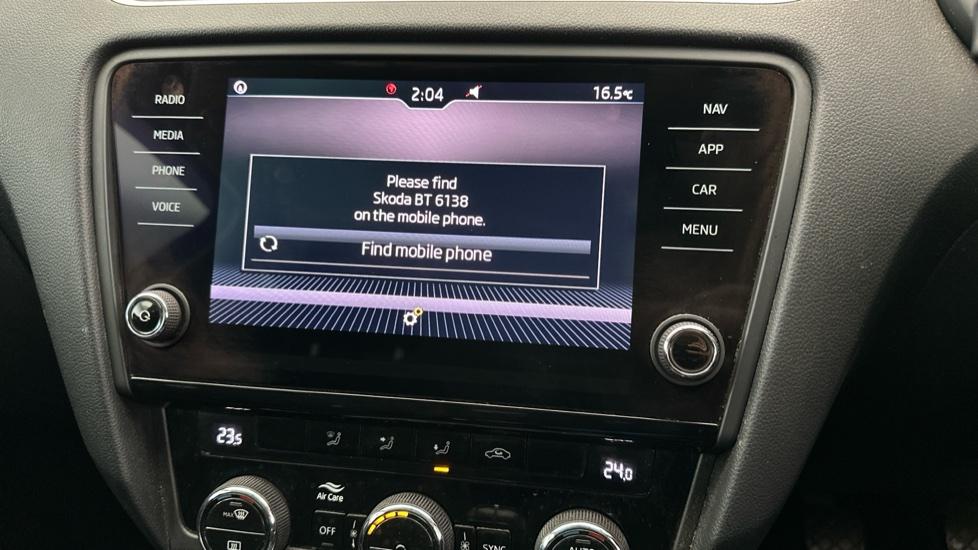 2:04
16.5°C
RADIO
MEDIA
PHONE
VOICE
Please find
Skoda BT 6138
on the mobile phone.
Find mobile phone
NAV
APP
CAR
MENU
23.5
24.0
MAX
Air Care
OFF
SYNC
AUTO